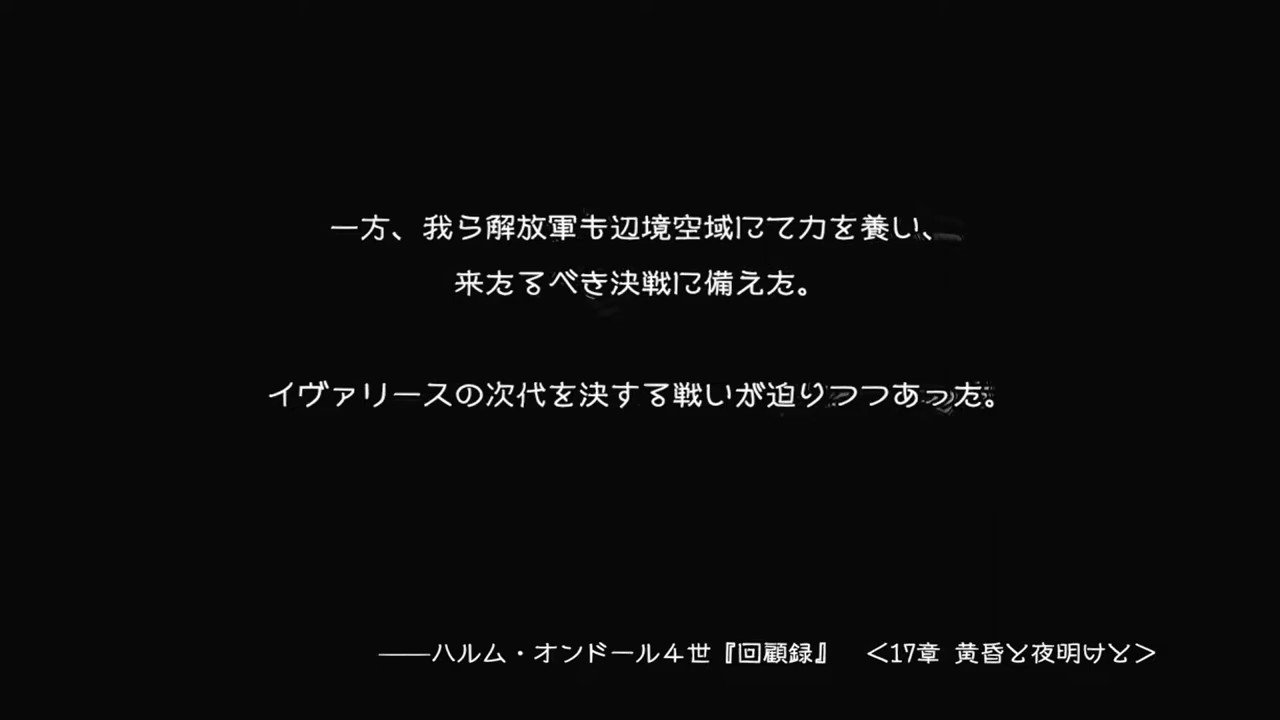 一方、我ら解放軍も辺境空域にて力を養い、
来たるべき決戦に備えた。
イヴァリースの次代を決する戦いが迫りつつあった。
――ハルム・オンドール4世『回顧録』　<17章 黄昏と夜明けと>